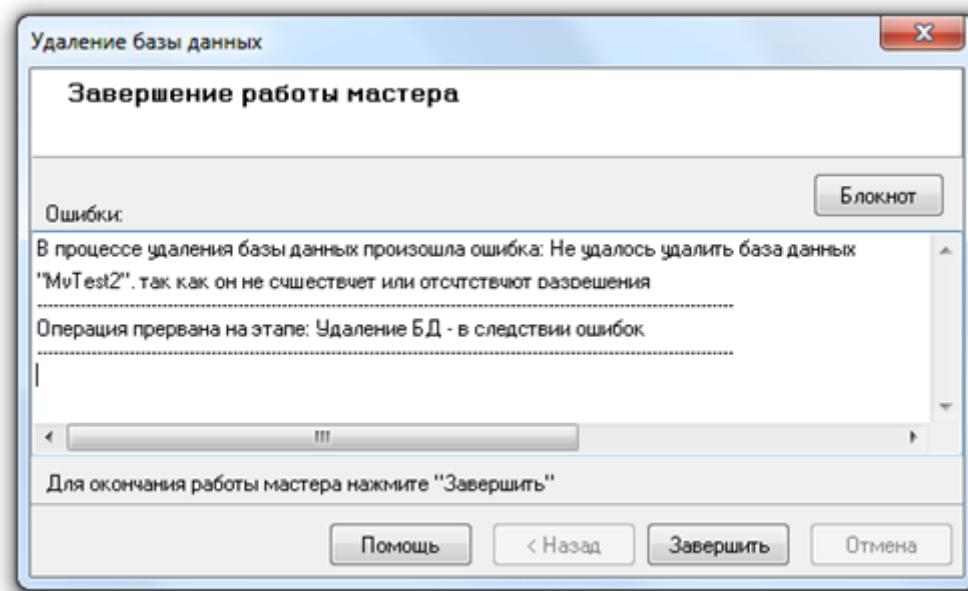 Удаление базы данных
Завершение работы мастера
Блокнот
Ошибки:
В процессе удаления базы данных произошла ошибка: Не удалось удалить база данных
"MyTest2", так как он не существует или отсутствуют разрешения
Операция прервана на этапе: Удаление БД - в следствии ошибок
Для окончания работы мастера нажмите "Завершить"
Помощь
< Назад
Завершить
Отмена